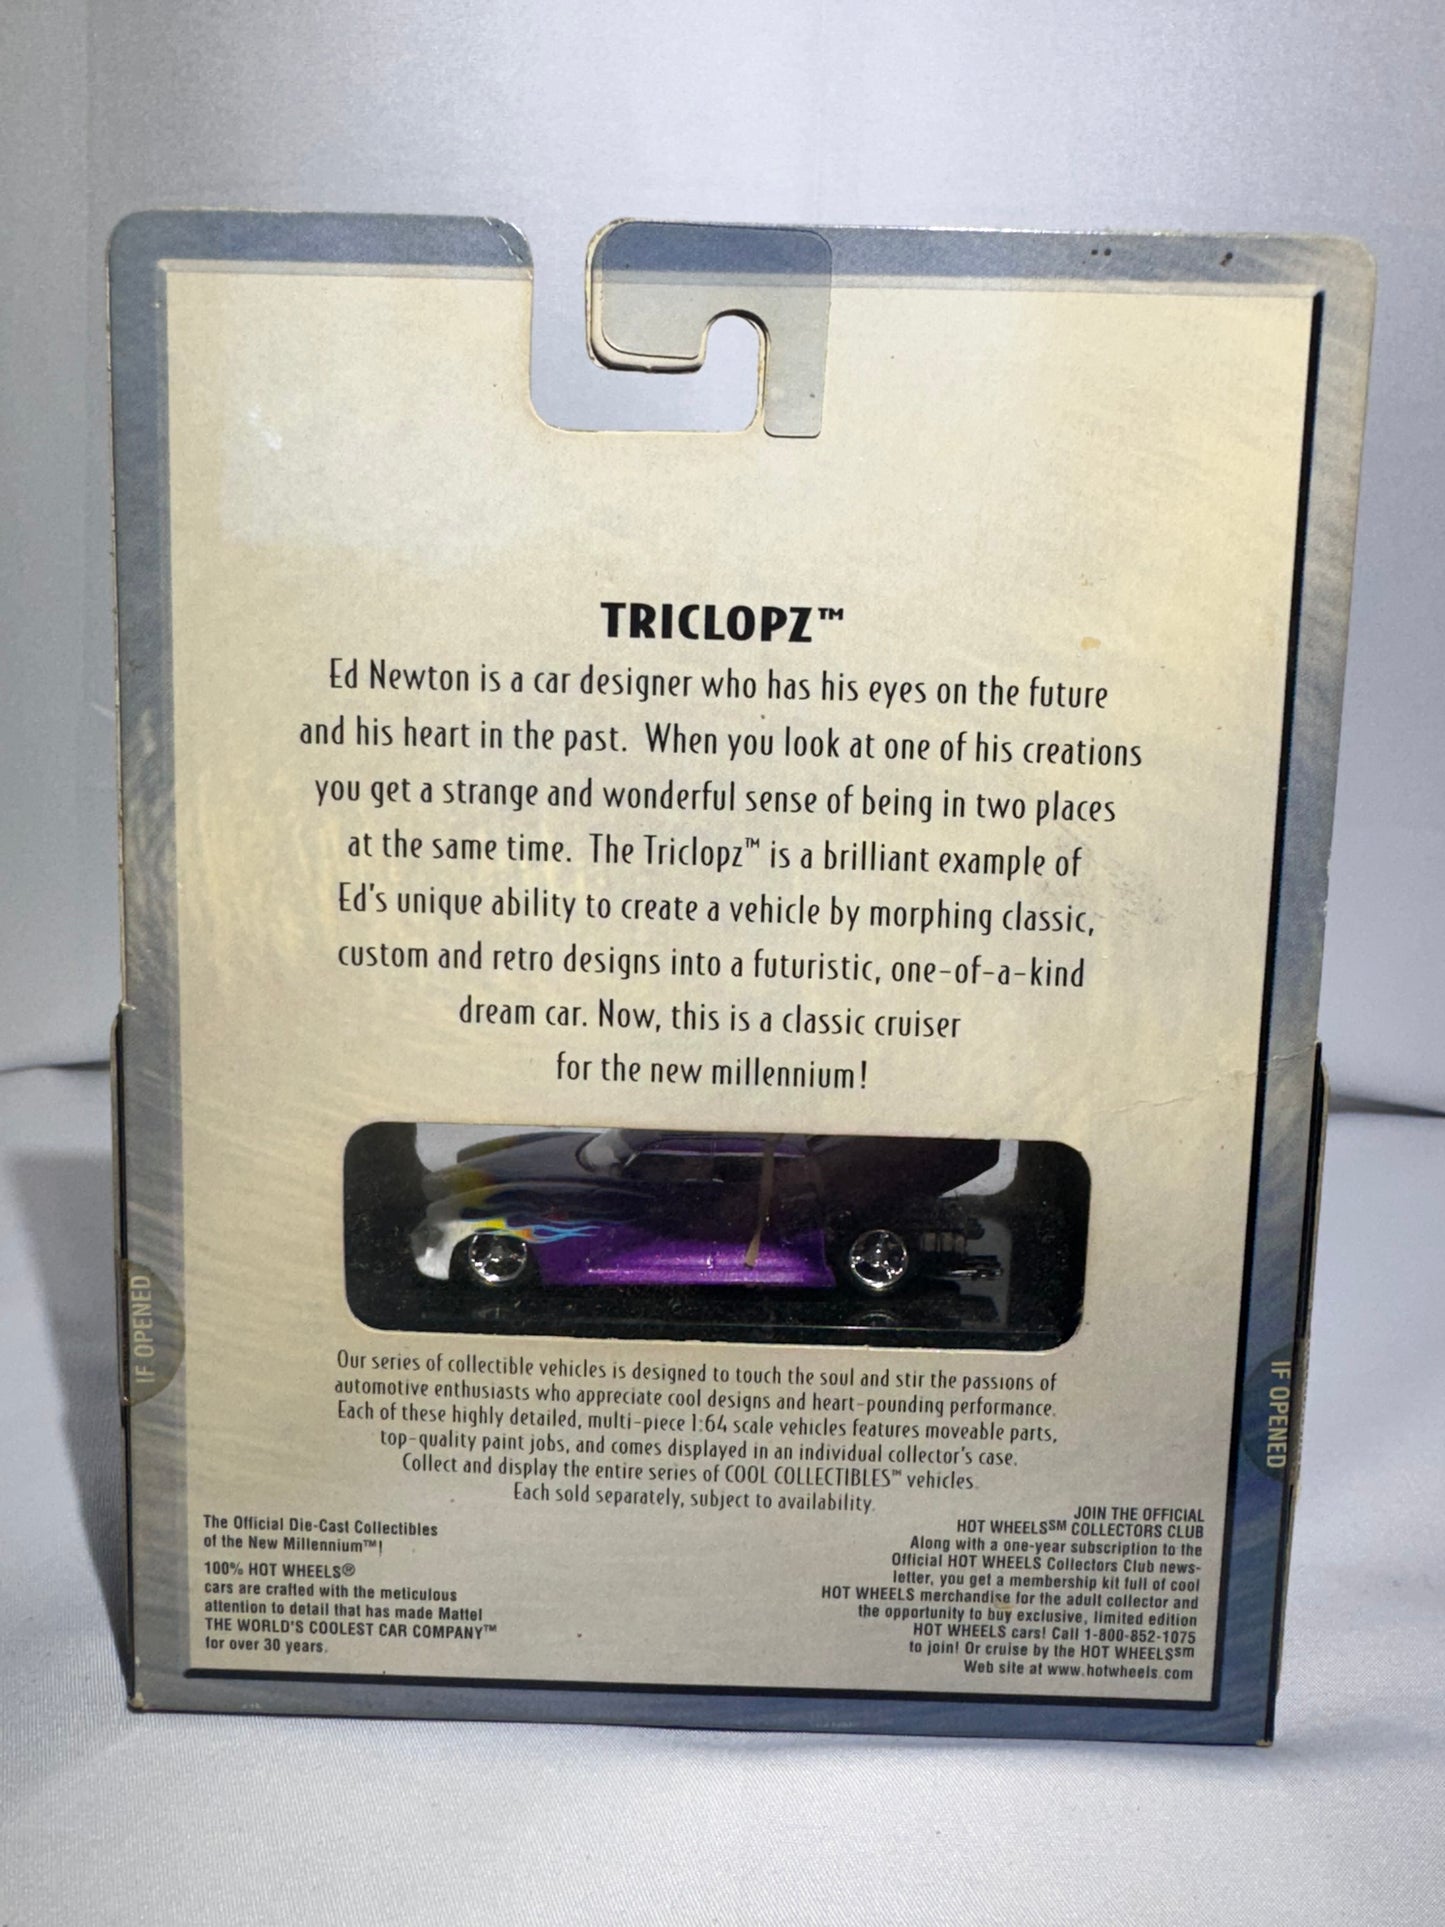 TRICLOPZ™
Ed Newton is a car designer who has his eyes on the future
and his heart in the past. When you look at one of his creations
you get a strange and wonderful sense of being in two places
at the same time. The Triclopz™ is a brilliant example of
Ed's unique ability to create a vehicle by morphing classic,
custom and retro designs into a futuristic, one-of-a-kind
dream car. Now, this is a classic cruiser
for the new millennium!
IF OPENED
IF OPENED
Our series of collectible vehicles is designed to touch the soul and stir the passions of
automotive enthusiasts who appreciate cool designs and heart-pounding performance.
Each of these highly detailed, multi-piece 1:64 scale vehicles features moveable parts,
top-quality paint jobs, and comes displayed in an individual collector's case.
Collect and display the entire series of COOL COLLECTIBLES™ vehicles.
Each sold separately, subject to availability.
The Official Die-Cast Collectibles
of the New Millennium™!
100% HOT WHEELS®
cars are crafted with the meticulous
attention to detail that has made Mattel
THE WORLD'S COOLEST CAR COMPANY™
for over 30 years.
JOIN THE OFFICIAL
HOT WHEELS℠ COLLECTORS CLUB
Along with a one-year subscription to the
Official HOT WHEELS Collectors Club news-
letter, you get a membership kit full of cool
HOT WHEELS merchandise for the adult collector and
the opportunity to buy exclusive, limited edition
HOT WHEELS cars! Call 1-800-852-1075
to join! Or cruise by the HOT WHEELS℠
Web site at www.hotwheels.com